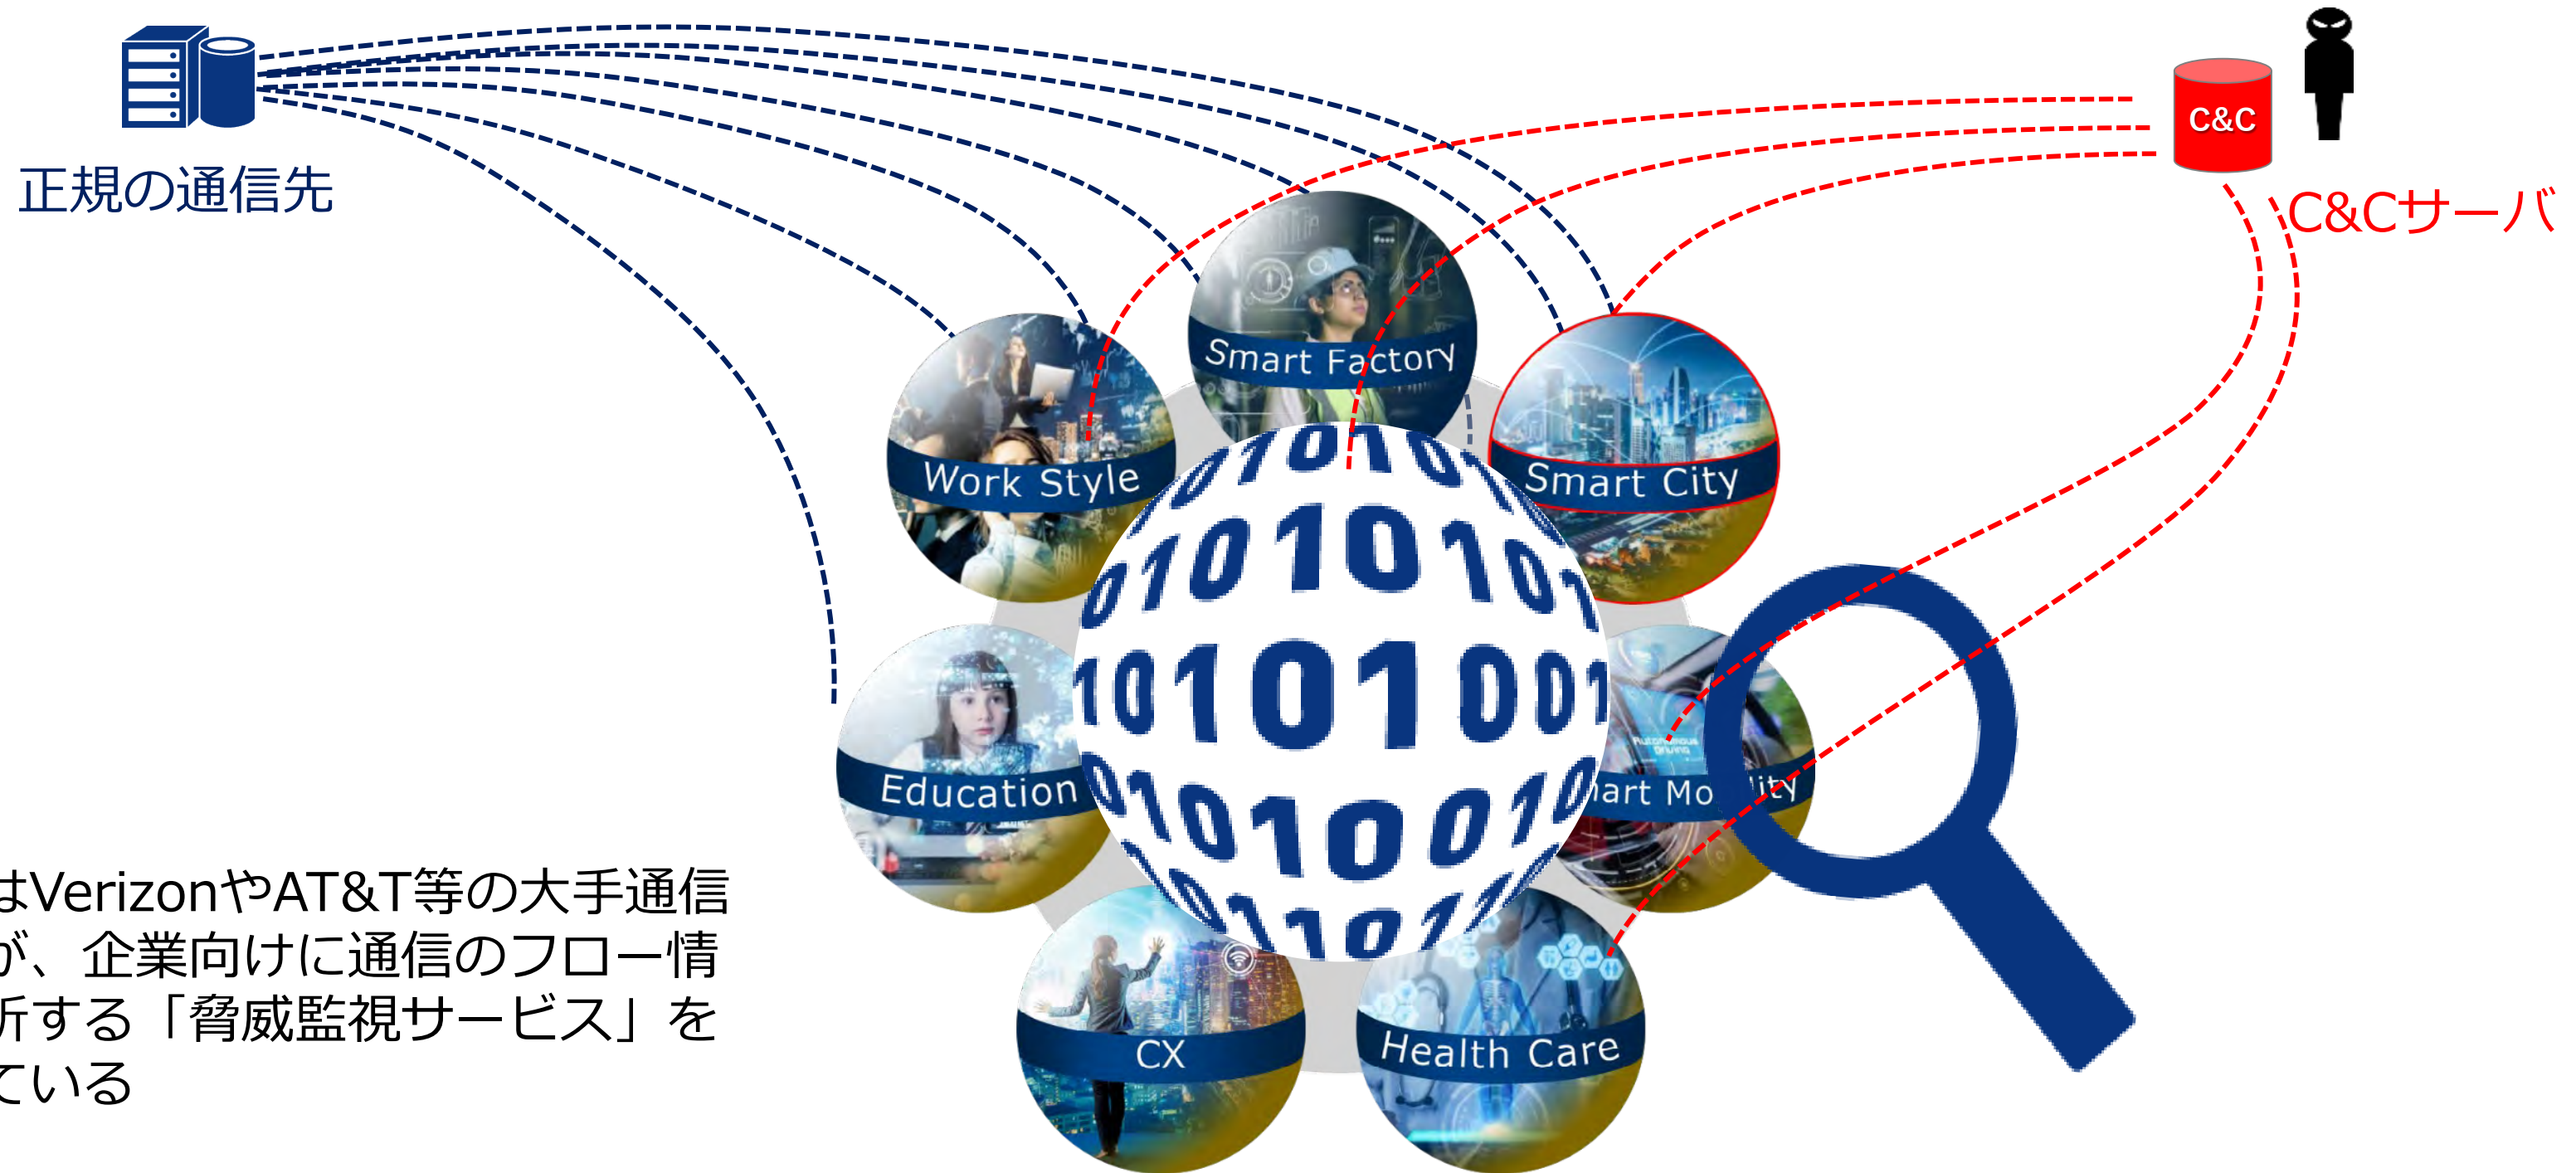 C&C
正規の通信先
C&Cサーバ
Smart Factory
Work Style
Smart City
Education
CX
Health Care
Autonomous
Driving
はVerizonやAT&T等の大手通信
が、企業向けに通信のフロー情
析する「脅威監視サービス」を
ている